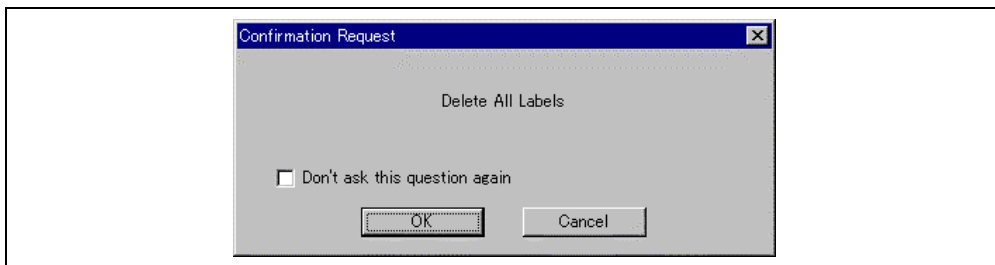 Confirmation Request
Delete All Labels
Don't ask this question again
OK
Cancel